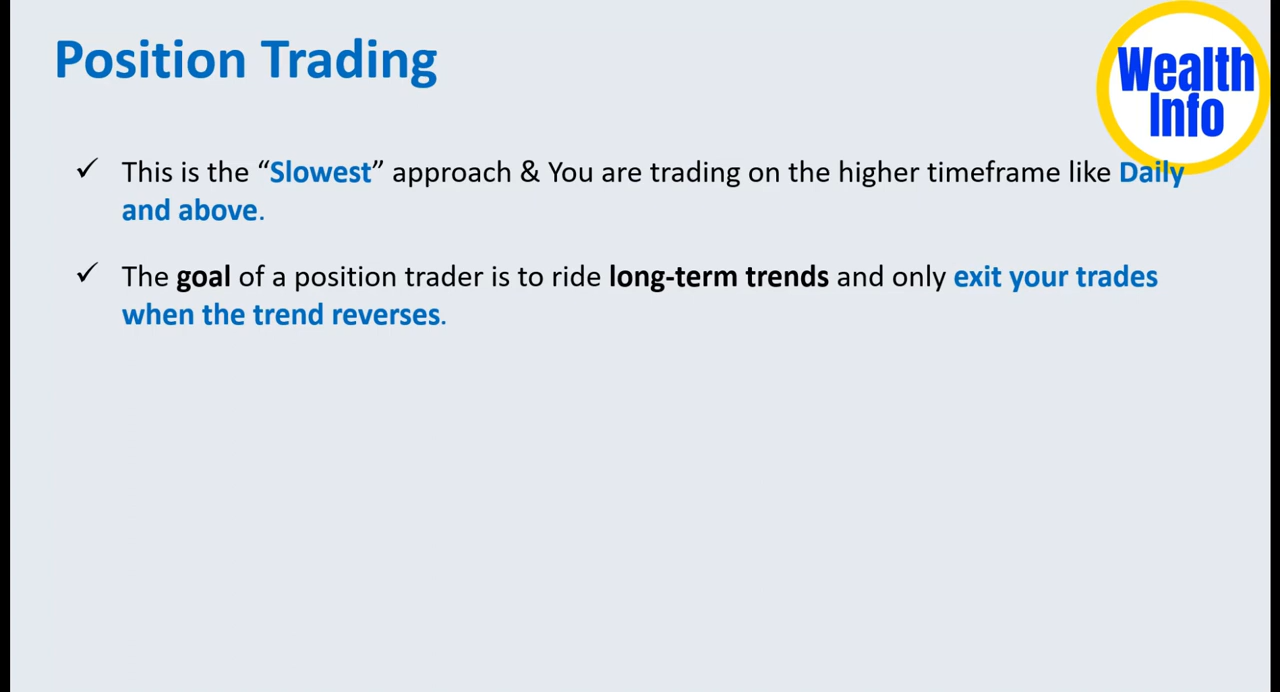 Position Trading
Wealth
Info
✓ This is the “Slowest” approach & You are trading on the higher timeframe like Daily
and above.
✓ The goal of a position trader is to ride long-term trends and only exit your trades
when the trend reverses.